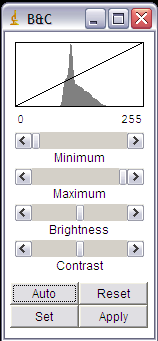 B&C
0 255
Minimum
Maximum
Brightness
Contrast
Auto Reset
Set Apply